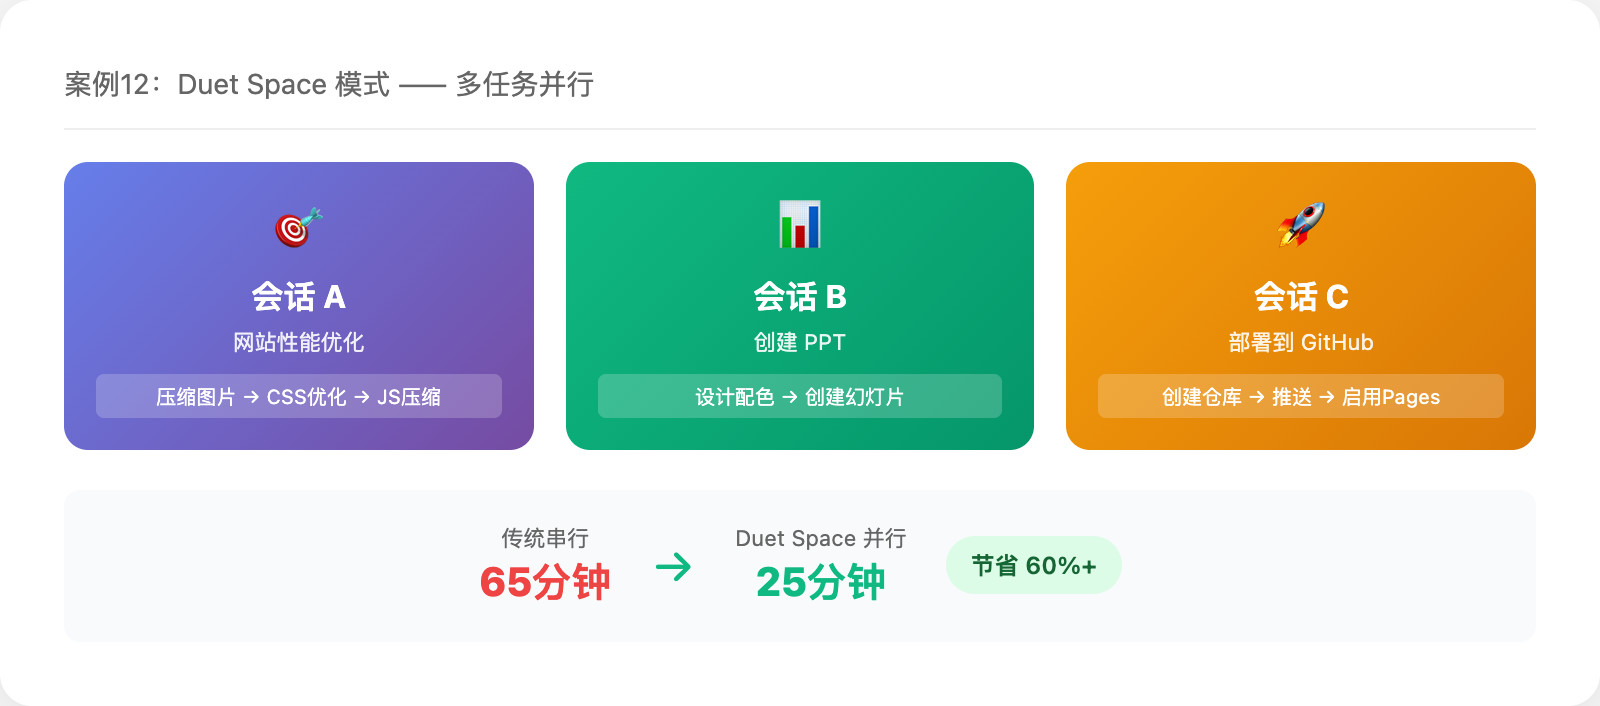 案例12：Duet Space 模式 —— 多任务并行
会话 A
网站性能优化
压缩图片 → CSS优化 → JS压缩
会话 B
创建 PPT
设计配色 → 创建幻灯片
会话 C
部署到 GitHub
创建仓库 → 推送 → 启用Pages
传统串行
65分钟
→
Duet Space 并行
25分钟
节省 60%+